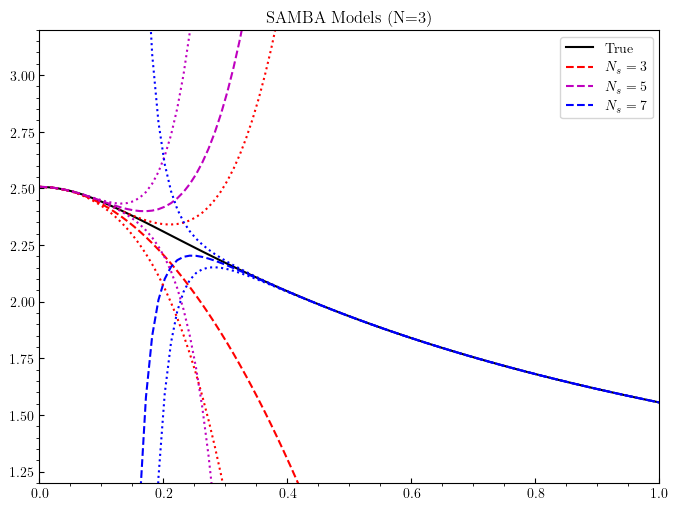 SAMBA Models (N=3)
True
N_s = 3
N_s = 5
N_s = 7
3.00
2.75
2.50
2.25
2.00
1.75
1.50
1.25
0.0 0.2 0.4 0.6 0.8 1.0